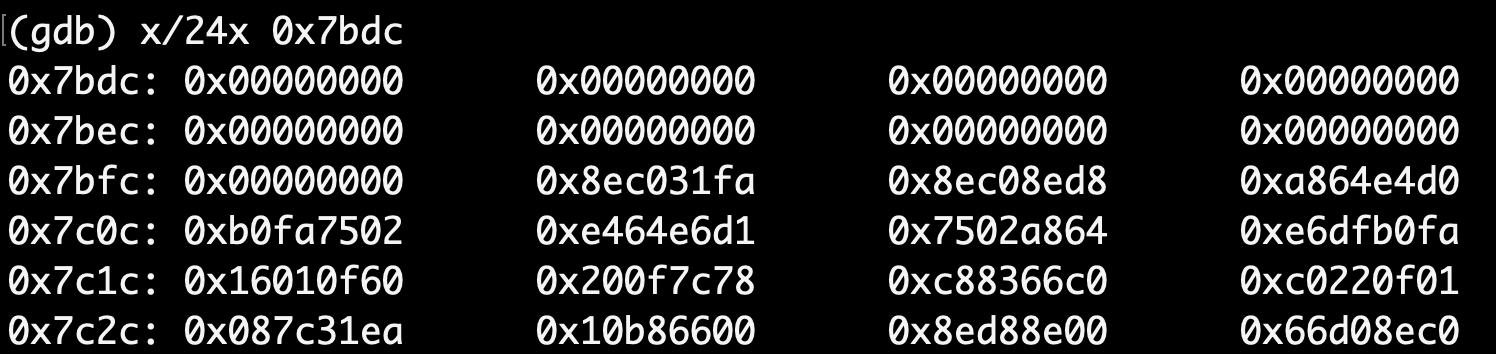 (gdb) x/24x 0x7bdc
0x7bdc: 0x00000000 0x00000000 0x00000000 0x00000000
0x7bec: 0x00000000 0x00000000 0x00000000 0x00000000
0x7bfc: 0x00000000 0x8ec031fa 0x8ec08ed8 0xa864e4d0
0x7c0c: 0xb0fa7502 0xe464e6d1 0x7502a864 0xe6dfb0fa
0x7c1c: 0x16010f60 0x200f7c78 0xc88366c0 0xc0220f01
0x7c2c: 0x087c31ea 0x10b86600 0x8ed88e00 0x66d08ec0